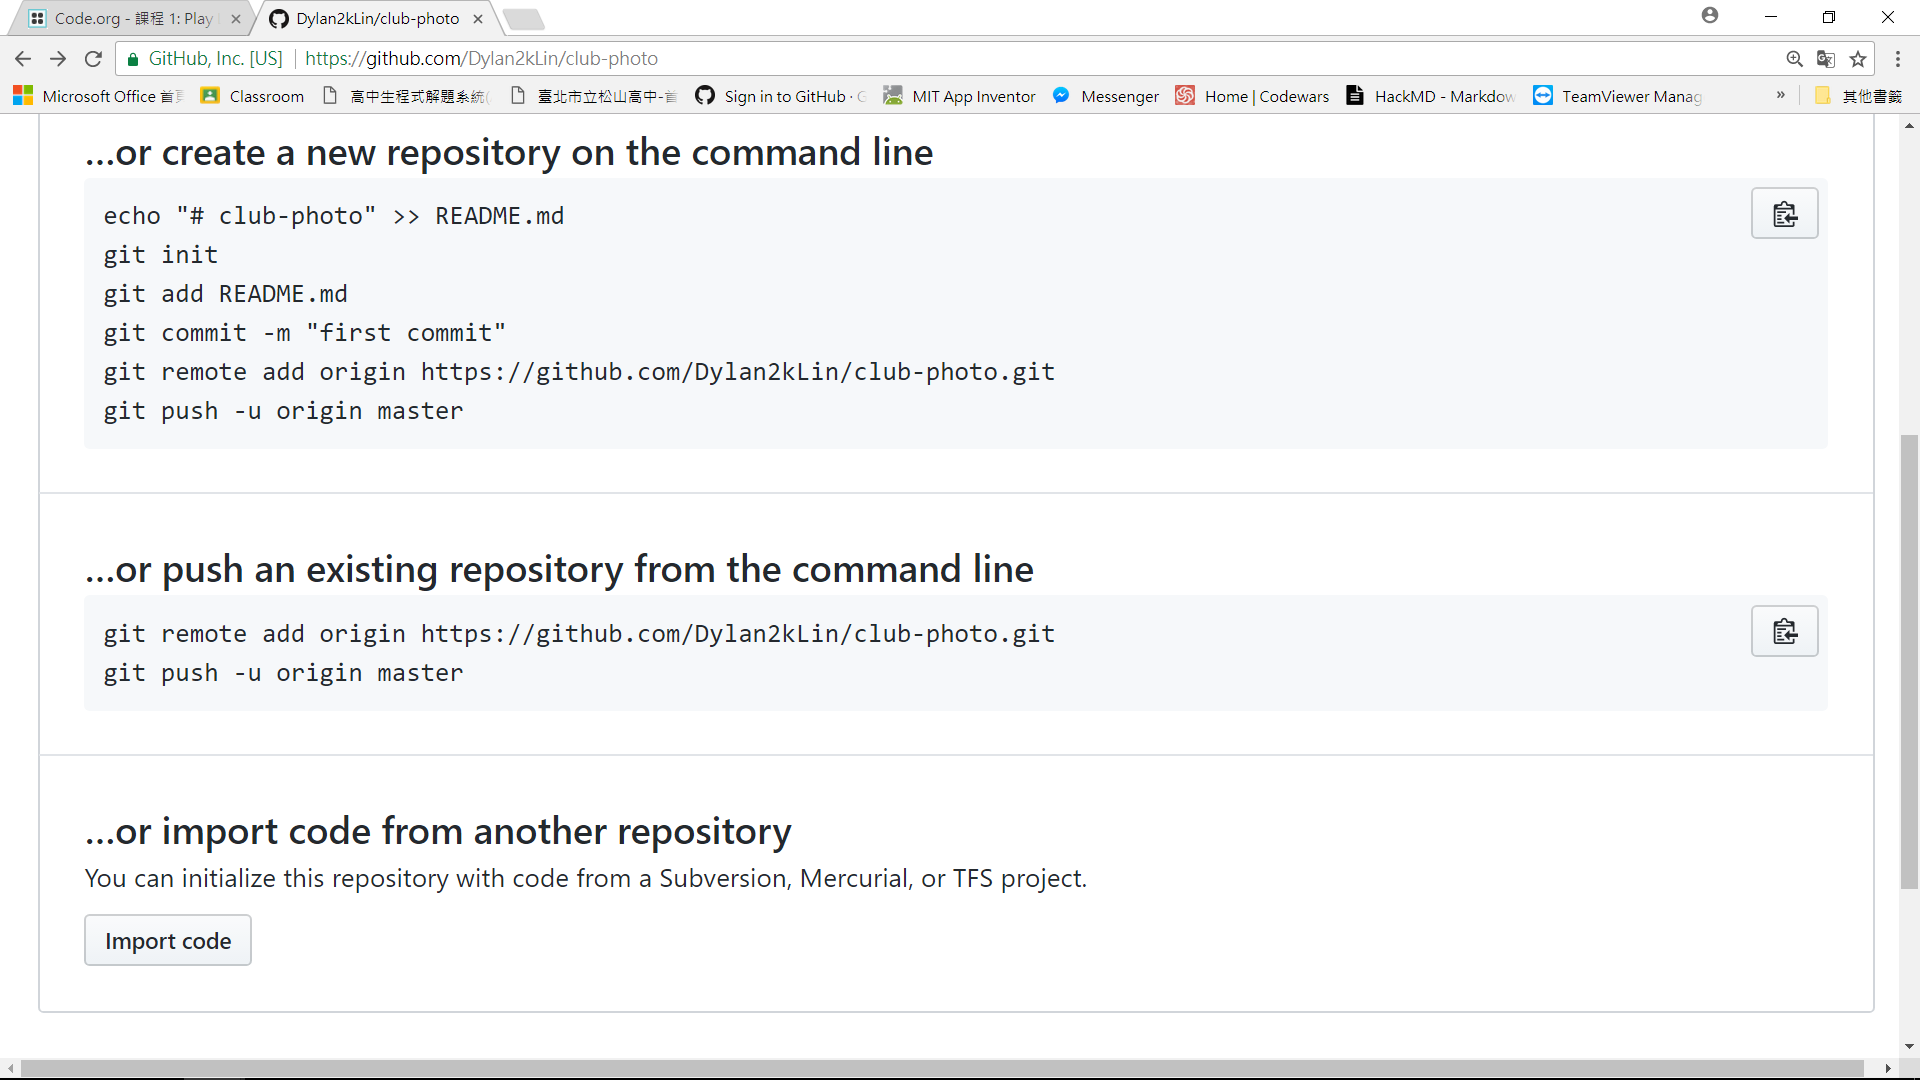 Code.org - 課程 1: Play
Dylan2kLin/club-photo
GitHub, Inc. [US] https://github.com/Dylan2kLin/club-photo
Microsoft Office 首頁 Classroom 高中生程式解題系統 臺北市立松山高中-首 Sign in to GitHub · G MIT App Inventor Messenger Home | Codewars HackMD - Markdow TeamViewer Manag » 其他書籤
…or create a new repository on the command line
echo "# club-photo" >> README.md
git init
git add README.md
git commit -m "first commit"
git remote add origin https://github.com/Dylan2kLin/club-photo.git
git push -u origin master
…or push an existing repository from the command line
git remote add origin https://github.com/Dylan2kLin/club-photo.git
git push -u origin master
…or import code from another repository
You can initialize this repository with code from a Subversion, Mercurial, or TFS project.
Import code